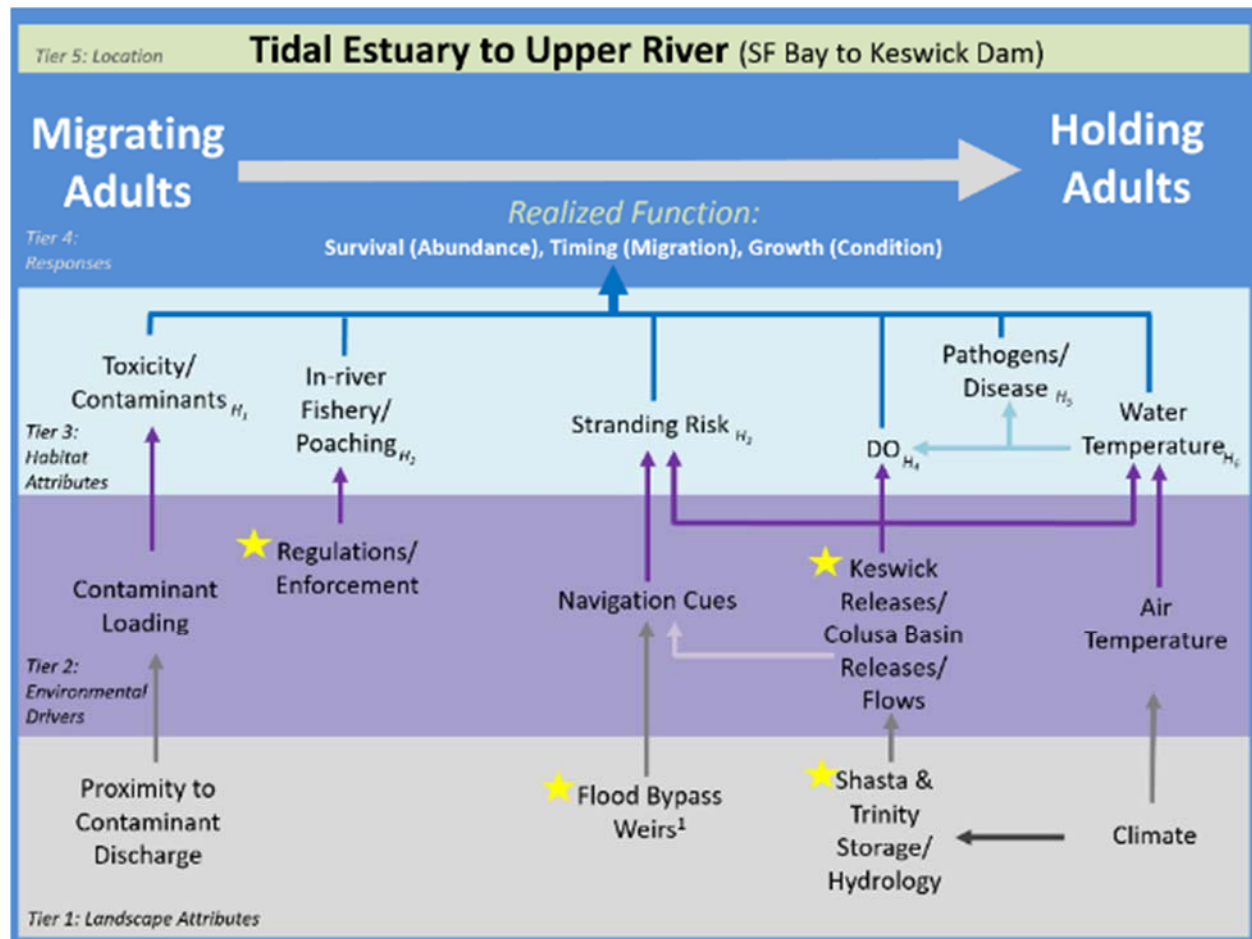 Tier 5: Location
Tidal Estuary to Upper River (SF Bay to Keswick Dam)
Migrating
Adults
Holding
Adults
Realized Function:
Survival (Abundance), Timing (Migration), Growth (Condition)
Tier 4:
Responses
Toxicity/
Contaminants H1
In-river
Fishery/
Poaching H2
Stranding Risk H3
DO H4
Pathogens/
Disease H5
Water
Temperature H6
Tier 3:
Habitat
Attributes
Contaminant
Loading
Regulations/
Enforcement
Navigation Cues
Keswick
Releases/
Colusa Basin
Releases/
Flows
Air
Temperature
Tier 2:
Environmental
Drivers
Proximity to
Contaminant
Discharge
Flood Bypass
Weirs1
Shasta &
Trinity
Storage/
Hydrology
Climate
Tier 1: Landscape Attributes